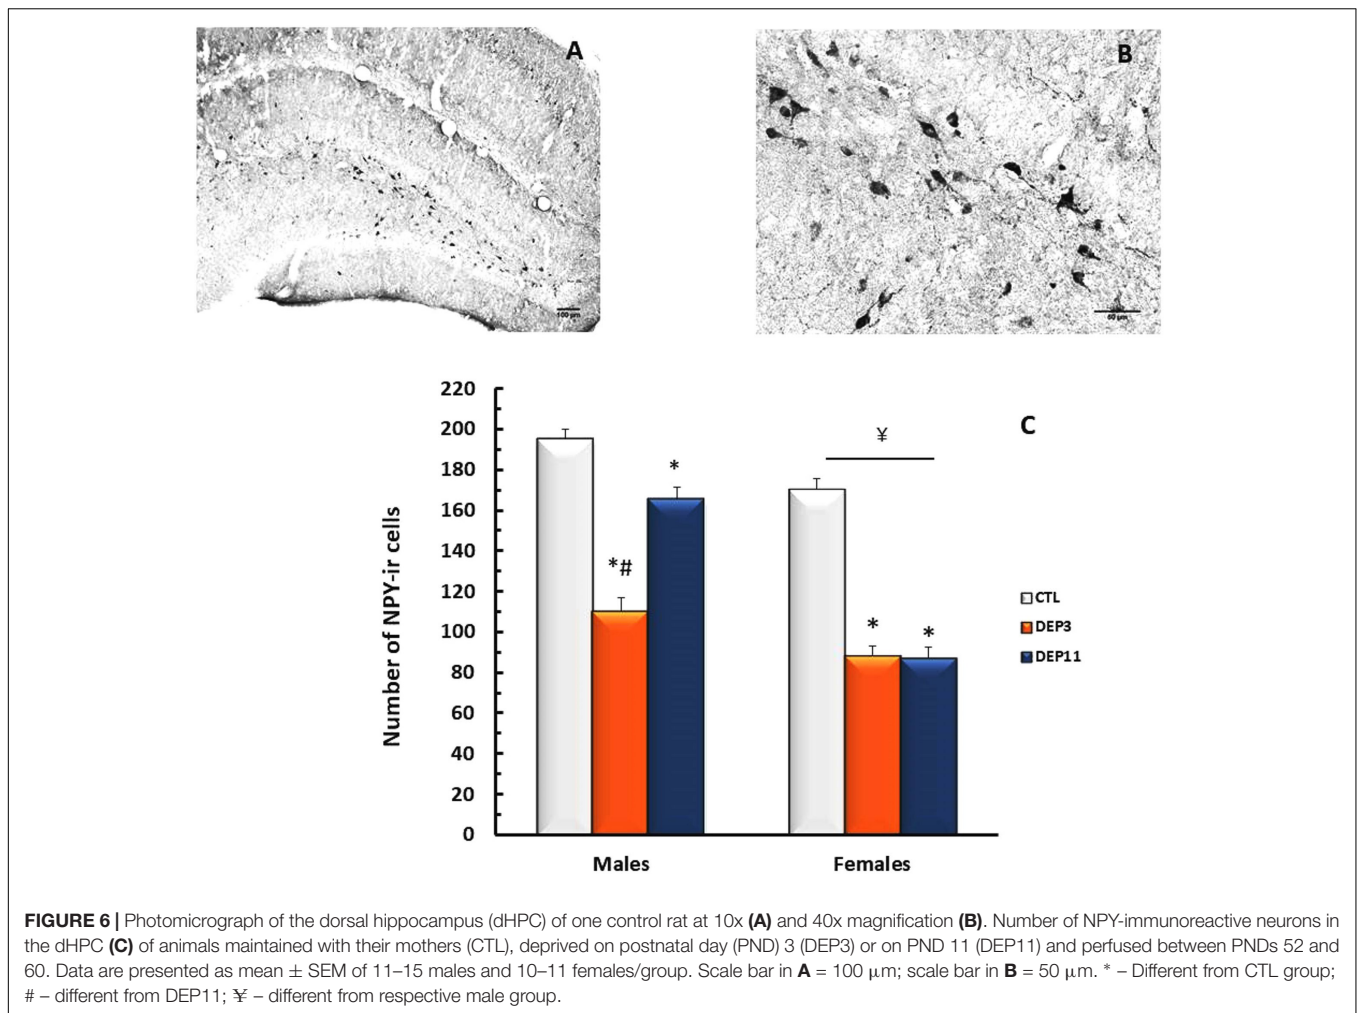 A
B
100 µm
50 µm
220
200
180
160
140
120
100
80
60
40
20
0
Number of NPY-ir cells
C
¥
*
*#
*
*
CTL
DEP3
DEP11
Males
Females
FIGURE 6 | Photomicrograph of the dorsal hippocampus (dHPC) of one control rat at 10x (A) and 40x magnification (B). Number of NPY-immunoreactive neurons in
the dHPC (C) of animals maintained with their mothers (CTL), deprived on postnatal day (PND) 3 (DEP3) or on PND 11 (DEP11) and perfused between PNDs 52 and
60. Data are presented as mean ± SEM of 11–15 males and 10–11 females/group. Scale bar in A = 100 µm; scale bar in B = 50 µm. * – Different from CTL group;
# – different from DEP11; ¥ – different from respective male group.